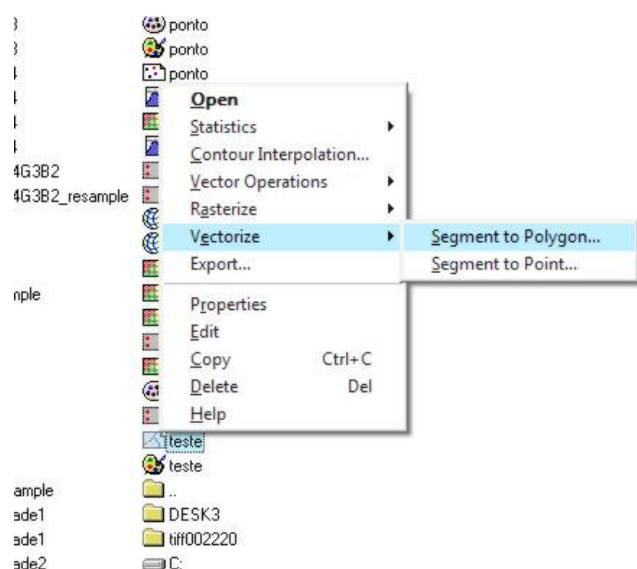 ponto
ponto
ponto
4G3B2
4G3B2_resample
mple
Open
Statistics
Contour Interpolation...
Vector Operations
Rasterize
Vectorize
Export...
Properties
Edit
Copy Ctrl+C
Delete Del
Help
Segment to Polygon...
Segment to Point...
teste
teste
ample
..
ade1
DESK3
ade1
tiff002220
ade2
C: